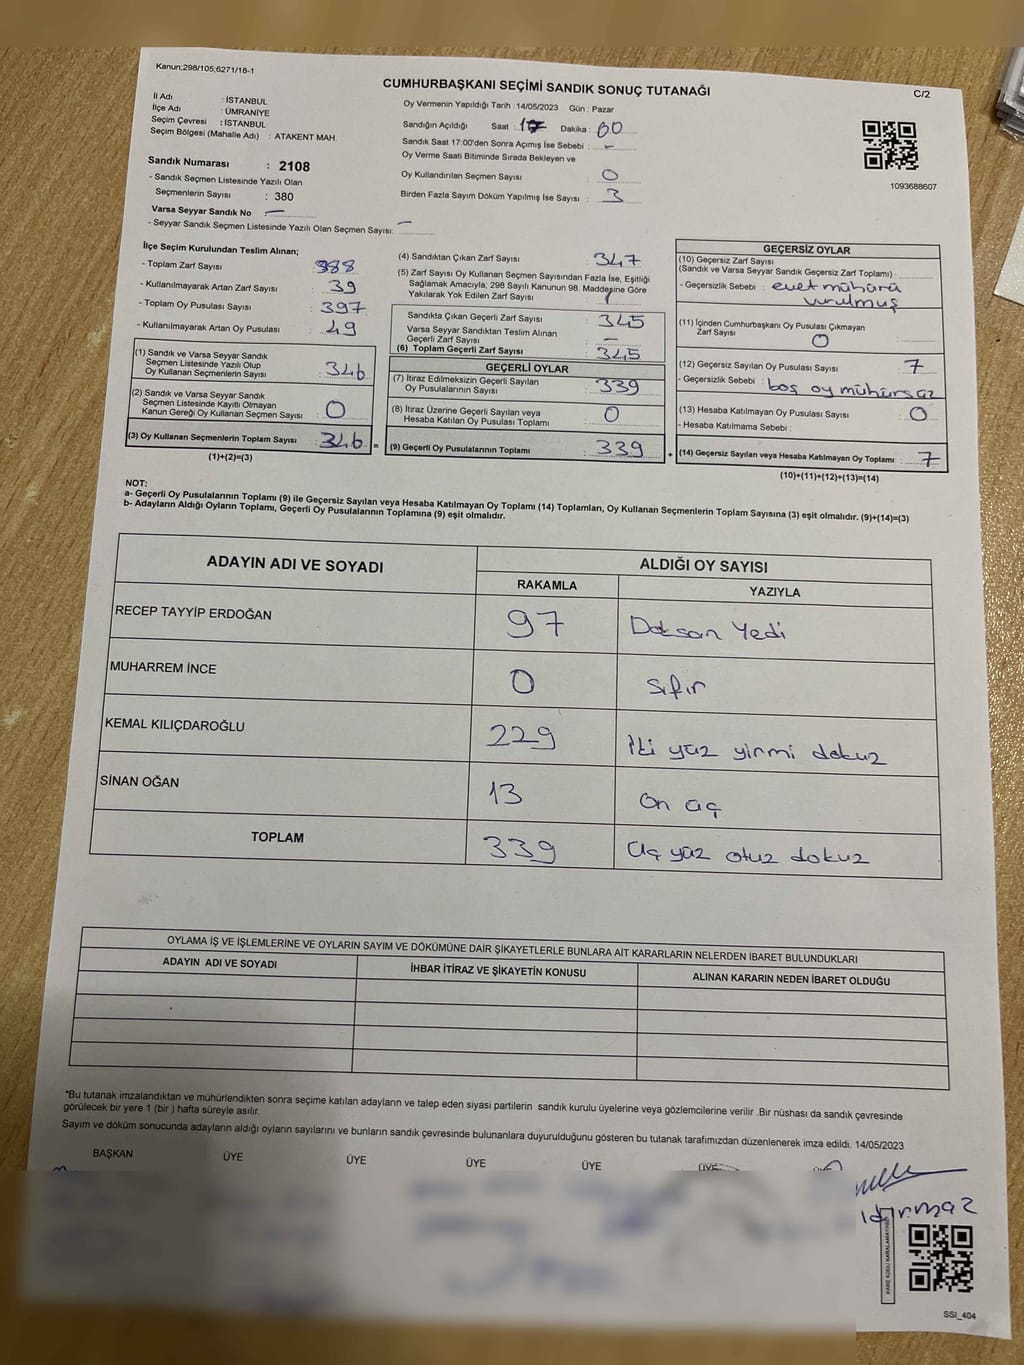 Kanun;298/105,6271/18-1
CUMHURBAŞKANI SEÇİMİ SANDIK SONUÇ TUTANAĞI
C/2
İl Adı : İSTANBUL
İlçe Adı : ÜMRANİYE
Seçim Çevresi : İSTANBUL
Seçim Bölgesi (Mahalle Adı) : ATAKENT MAH.
Sandık Numarası : 2108
- Sandık Seçmen Listesinde Yazılı Olan
Seçmenlerin Sayısı : 380
Varsa Seyyar Sandık No : —
- Seyyar Sandık Seçmen Listesinde Yazılı Olan Seçmen Sayısı: —
Oy Vermenin Yapıldığı Tarih : 14/05/2023 Gün : Pazar
Sandığın Açıldığı Saat : 17 Dakika : 00
Sandık Saat 17:00'den Sonra Açımış İse Sebebi : -
Oy Verme Saati Bitiminde Sırada Bekleyen ve
Oy Kullandırılan Seçmen Sayısı : 0
Birden Fazla Sayım Döküm Yapılmış İse Sayısı : 3
1093688607
İlçe Seçim Kurulundan Teslim Alınan;
- Toplam Zarf Sayısı : 388
- Kullanılmayarak Artan Zarf Sayısı : 39
- Toplam Oy Pusulası Sayısı : 397
- Kullanılmayarak Artan Oy Pusulası : 49
(1) Sandık ve Varsa Seyyar Sandık
Seçmen Listesinde Yazılı Olup
Oy Kullanan Seçmenlerin Sayısı : 346
(2) Sandık ve Varsa Seyyar Sandık
Seçmen Listesinde Kayıtlı Olmayan
Kanun Gereği Oy Kullanan Seçmen Sayısı : 0
(3) Oy Kullanan Seçmenlerin Toplam Sayısı : 346 =
(1)+(2)=(3)
(4) Sandıktan Çıkan Zarf Sayısı : 347
(5) Zarf Sayısı Oy Kullanan Seçmen Sayısından Fazla İse, Eşitliği
Sağlamak Amacıyla, 298 Sayılı Kanunun 98. Maddesine Göre
Yakılarak Yok Edilen Zarf Sayısı : 1
Sandıkta Çıkan Geçerli Zarf Sayısı : 345
Varsa Seyyar Sandıktan Teslim Alınan
Geçerli Zarf Sayısı : —
(6) Toplam Geçerli Zarf Sayısı : 345
GEÇERLİ OYLAR
(7) İtiraz Edilmeksizin Geçerli Sayılan
Oy Pusulalarının Sayısı : 339
(8) İtiraz Üzerine Geçerli Sayılan veya
Hesaba Katılan Oy Pusulası Toplamı : 0
(9) Geçerli Oy Pusulalarının Toplamı : 339 +
GEÇERSİZ OYLAR
(10) Geçersiz Zarf Sayısı
(Sandık ve Varsa Seyyar Sandık Geçersiz Zarf Toplamı) :
- Geçersizlik Sebebi : evet mührü
vurulmuş
(11) İçinden Cumhurbaşkanı Oy Pusulası Çıkmayan
Zarf Sayısı : 0
(12) Geçersiz Sayılan Oy Pusulası Sayısı : 7
- Geçersizlik Sebebi : boş oy mühürsüz
(13) Hesaba Katılmayan Oy Pusulası Sayısı : 0
- Hesaba Katılmama Sebebi :
(14) Geçersiz Sayılan veya Hesaba Katılmayan Oy Toplamı : 7
(10)+(11)+(12)+(13)=(14)
NOT:
a- Geçerli Oy Pusulalarının Toplamı (9) ile Geçersiz Sayılan veya Hesaba Katılmayan Oy Toplamı (14) Toplamları, Oy Kullanan Seçmenlerin Toplam Sayısına (3) eşit olmalıdır. (9)+(14)=(3)
b- Adayların Aldığı Oyların Toplamı, Geçerli Oy Pusulalarının Toplamına (9) eşit olmalıdır.
ADAYIN ADI VE SOYADI
ALDIĞI OY SAYISI
RAKAMLA
YAZIYLA
RECEP TAYYİP ERDOĞAN 97 Doksan Yedi
MUHARREM İNCE 0 Sıfır
KEMAL KILIÇDAROĞLU 229 İki yüz yirmi dokuz
SİNAN OĞAN 13 On üç
TOPLAM 339 üç yüz otuz dokuz
OYLAMA İŞ VE İŞLEMLERİNE VE OYLARIN SAYIM VE DÖKÜMÜNE DAİR ŞİKAYETLERLE BUNLARA AİT KARARLARIN NELERDEN İBARET BULUNDUKLARI
ADAYIN ADI VE SOYADI
İHBAR İTİRAZ VE ŞİKAYETİN KONUSU
ALINAN KARARIN NEDEN İBARET OLDUĞU
*Bu tutanak imzalandıktan ve mühürlendikten sonra seçime katılan adayların ve talep eden siyasi partilerin sandık kurulu üyelerine veya gözlemcilerine verilir .Bir nüshası da sandık çevresinde
görülecek bir yere 1 (bir ) hafta süreyle asılır.
Sayım ve döküm sonucunda adayların aldığı oyların sayılarını ve bunların sandık çevresinde bulunanlara duyurulduğunu gösteren bu tutanak tarafımızdan düzenlenerek imza edildi. 14/05/2023
BAŞKAN ÜYE ÜYE ÜYE ÜYE ÜYE
KARE KODU KARALAMAYINIZ
SSI_404